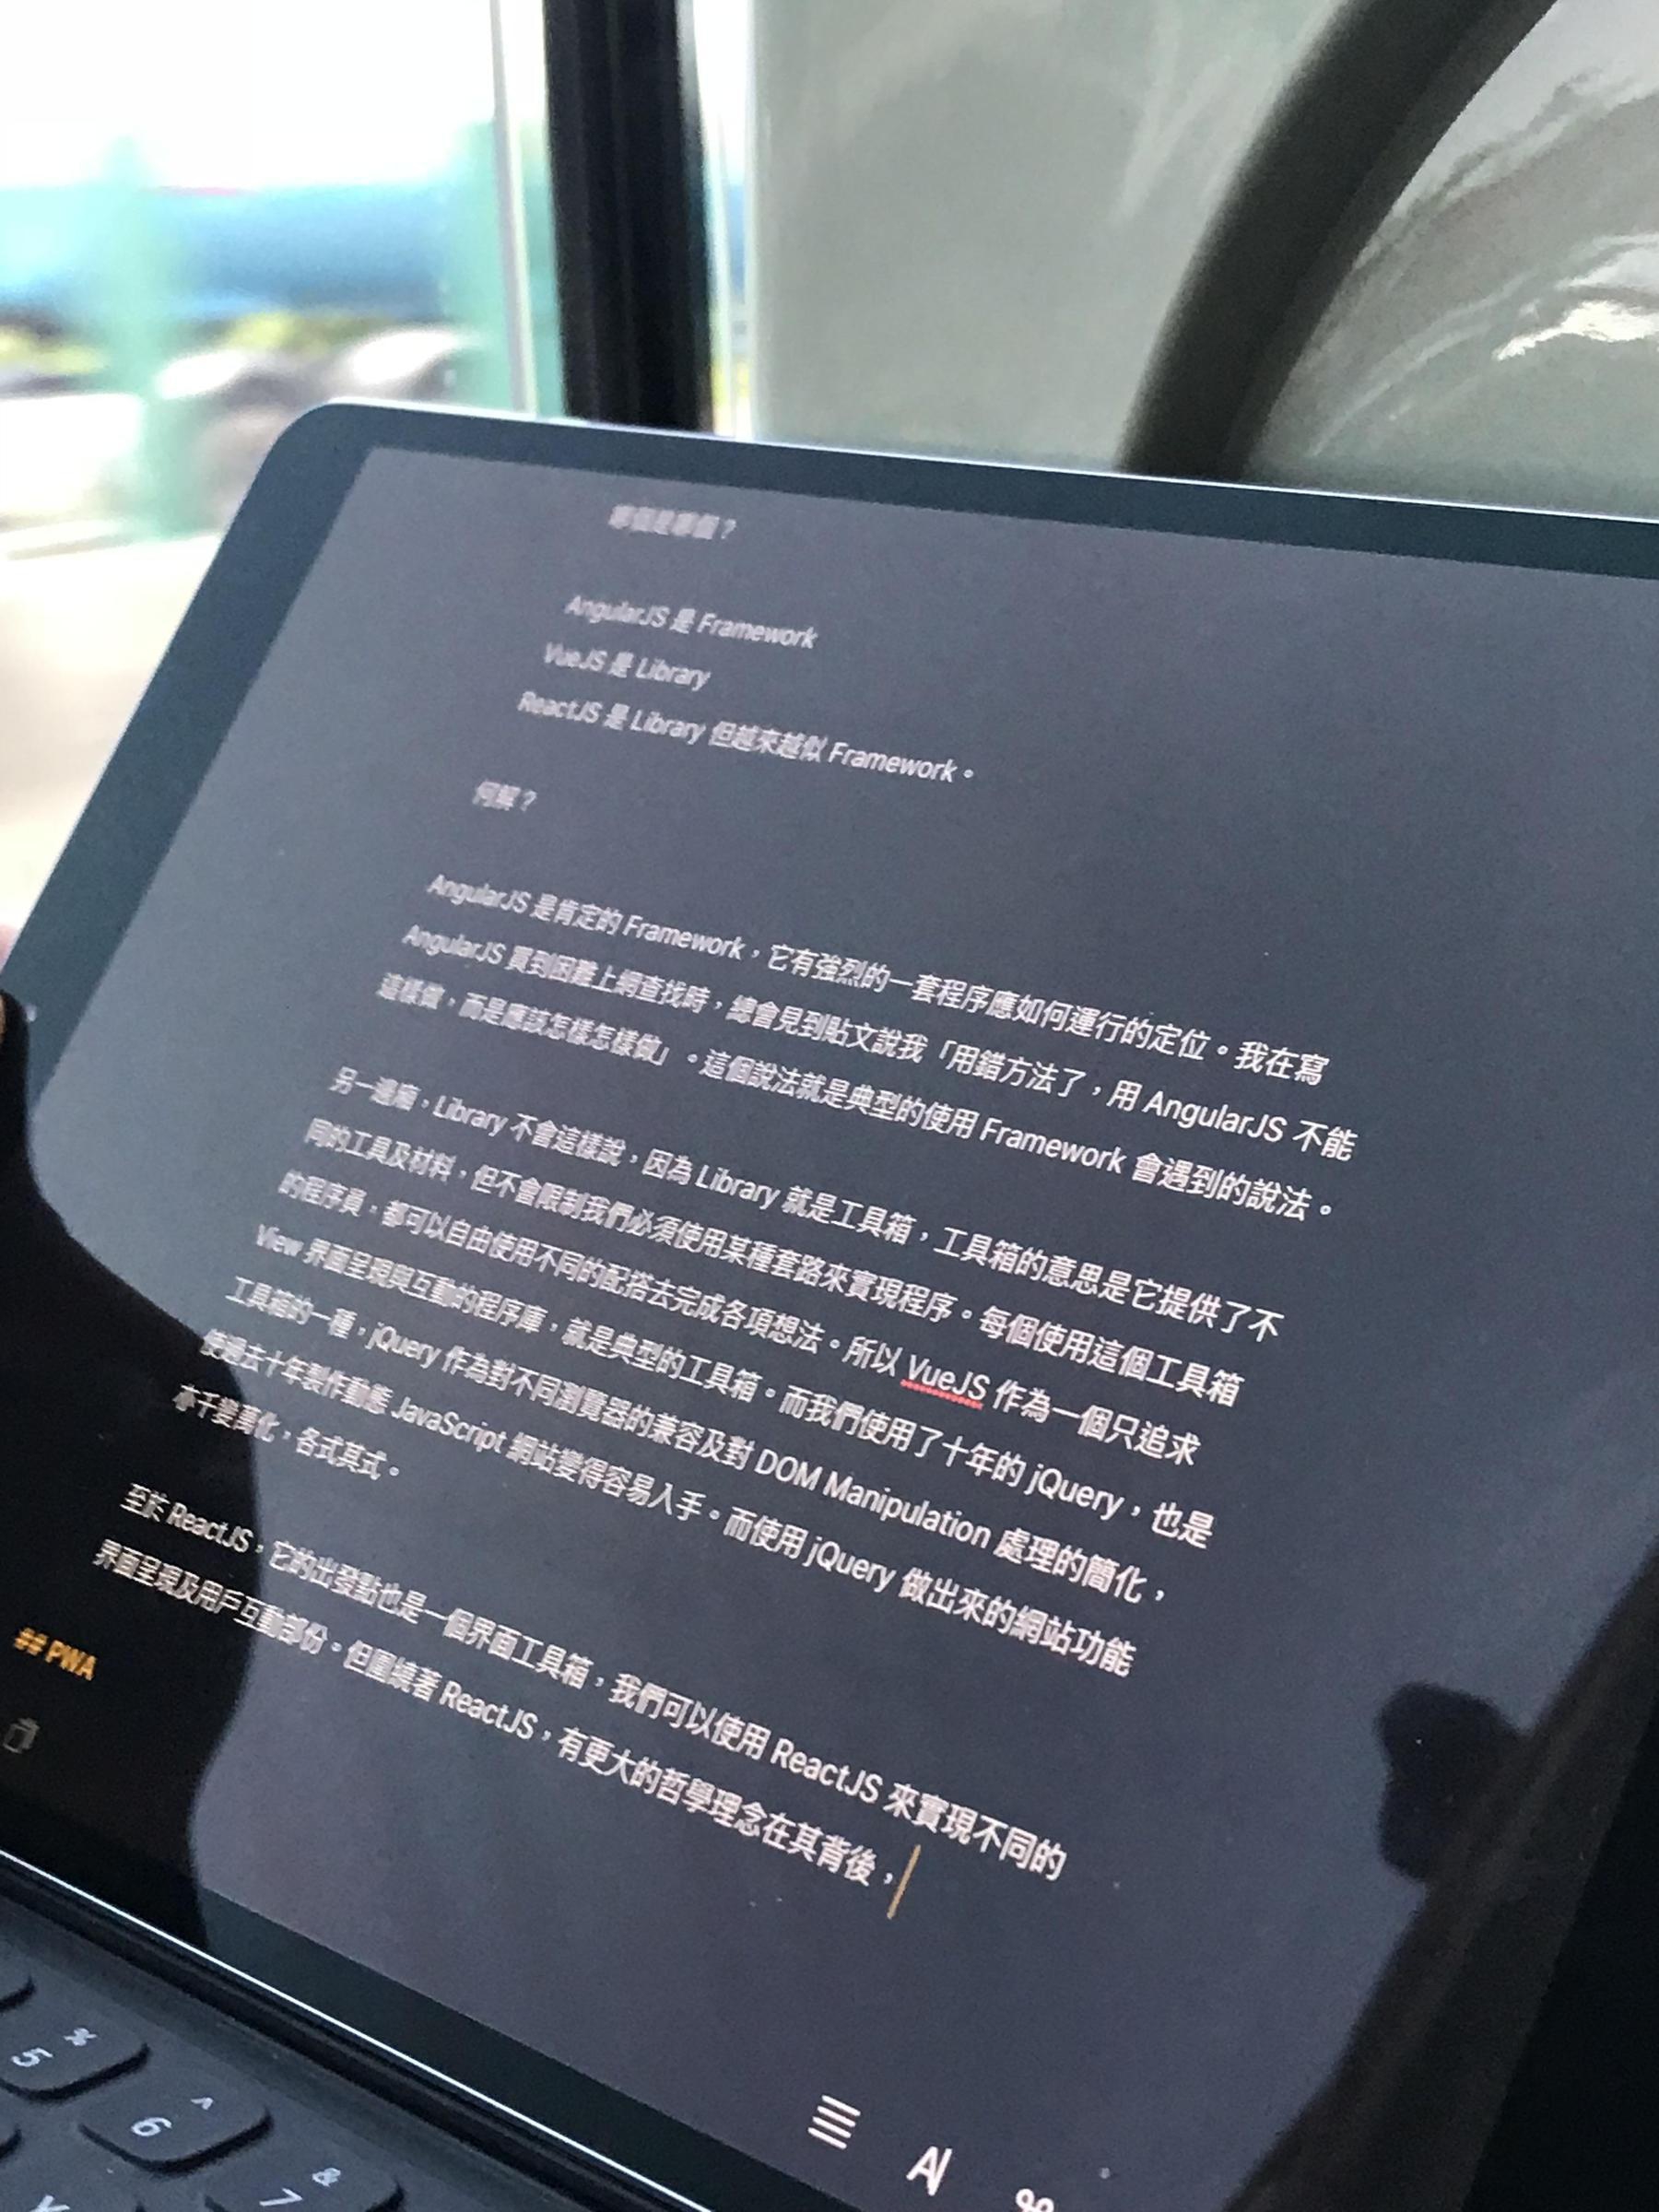 哪個是哪個？
AngularJS 是 Framework
VueJS 是 Library
ReactJS 是 Library 但越來越似 Framework。
何解？
AngularJS 是肯定的 Framework，它有強烈的一套程序應如何運行的定位。我在寫
AngularJS 買到困難上網查找時，總會見到貼文說我「用錯方法了，用 AngularJS 不能
這樣做，而是應該怎樣怎樣做」。這個說法就是典型的使用 Framework 會遇到的說法。
另一邊廂，Library 不會這樣說，因為 Library 就是工具箱，工具箱的意思是它提供了不
同的工具及材料，但不會限制我們必須使用某種套路來實現程序。每個使用這個工具箱
的程序員，都可以自由使用不同的配搭去完成各項想法。所以 VueJS 作為一個只追求
View 界面呈現與互動的程序庫，就是典型的工具箱。而我們使用了十年的 jQuery，也是
工具箱的一種，jQuery 作為對不同瀏覽器的兼容及對 DOM Manipulation 處理的簡化，
使過去十年製作動態 JavaScript 網站變得容易入手。而使用 jQuery 做出來的網站功能
亦千變萬化，各式其式。
至於 ReactJS，它的出發點也是一個界面工具箱，我們可以使用 ReactJS 來實現不同的
界面呈現及用戶互動部份。但圍繞著 ReactJS，有更大的哲學理念在其背後，
## PWA
A
% 5
^ 6
& 7
Y